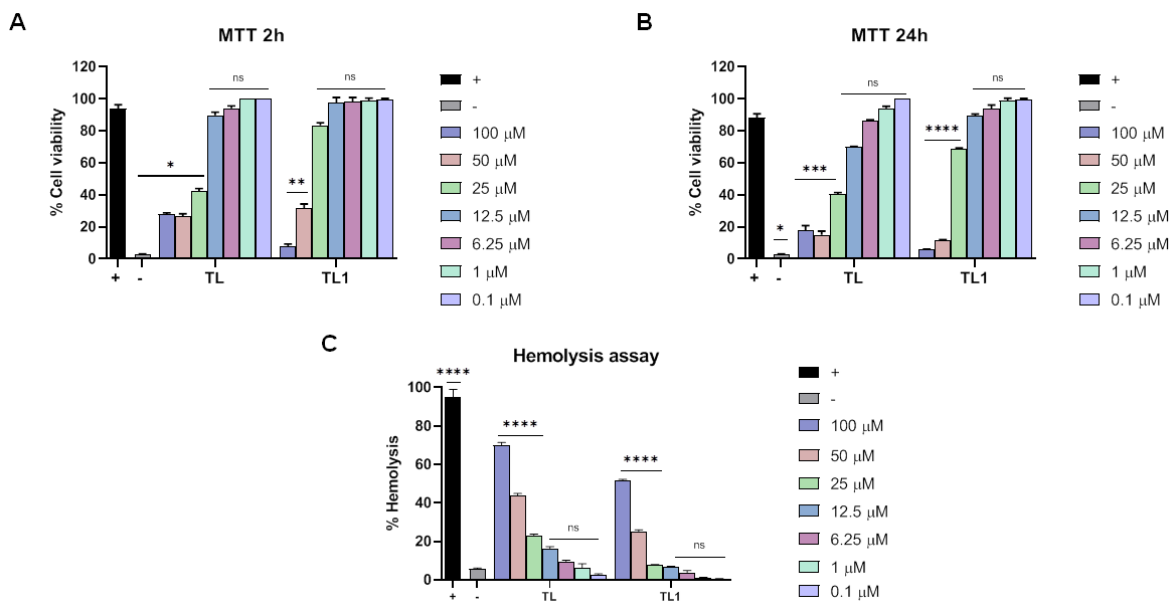 A
MTT 2h
% Cell viability
120
100
80
60
40
20
0
*
ns
**
ns
+
-
TL
TL1
+
-
100 μM
50 μM
25 μM
12.5 μM
6.25 μM
1 μM
0.1 μM
B
MTT 24h
% Cell viability
120
100
80
60
40
20
0
*
***
ns
****
ns
+
-
TL
TL1
+
-
100 μM
50 μM
25 μM
12.5 μM
6.25 μM
1 μM
0.1 μM
C
Hemolysis assay
% Hemolysis
100
80
60
40
20
0
****
****
ns
****
ns
+
-
TL
TL1
+
-
100 μM
50 μM
25 μM
12.5 μM
6.25 μM
1 μM
0.1 μM